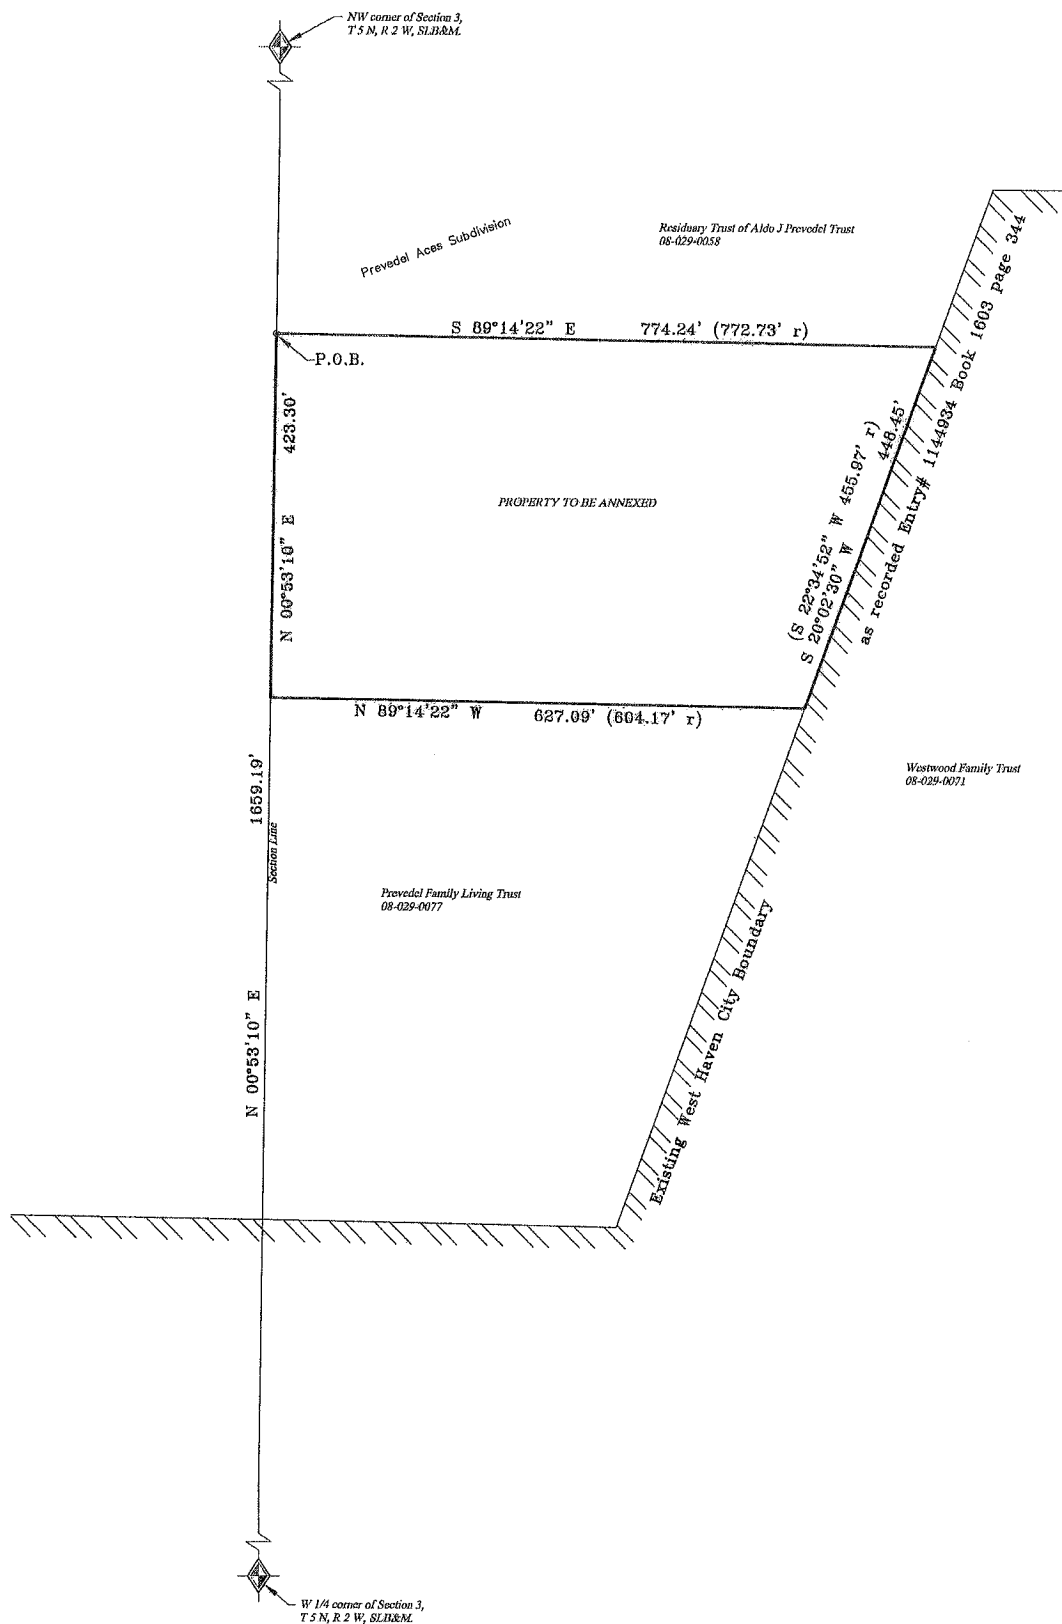 NW corner of Section 3,
T 5 N, R 2 W, SLB&M.
Prevedel Aces Subdivision
Residuary Trust of Aldo J Prevedel Trust
08-029-0058
S 89°14'22" E 774.24' (772.73' r)
P.O.B.
N 00°53'10" E 423.30'
PROPERTY TO BE ANNEXED
(S 22°34'52" W 455.97' r)
S 20°02'30" W 448.45'
as recorded Entry# 1144934 Book 1603 page 344
N 89°14'22" W 627.09' (604.17' r)
Westwood Family Trust
08-029-0071
N 00°53'10" E 1659.19'
Section Line
Prevedel Family Living Trust
08-029-0077
Existing West Haven City Boundary
W 1/4 corner of Section 3,
T 5 N, R 2 W, SLB&M.